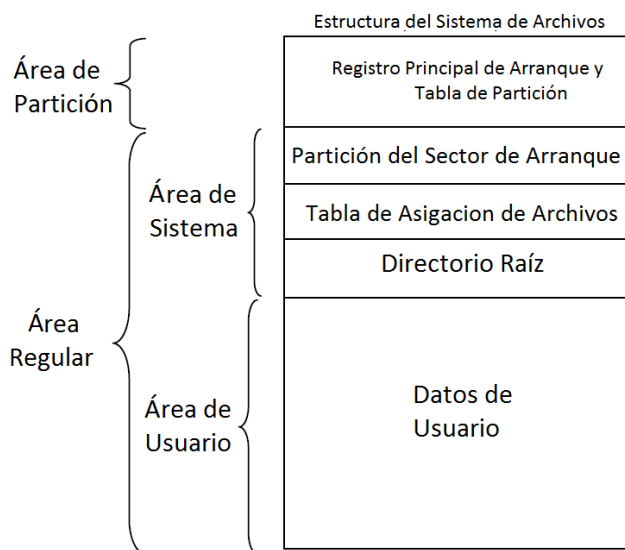 Estructura del Sistema de Archivos
Área de
Partición
Registro Principal de Arranque y
Tabla de Partición
Partición del Sector de Arranque
Área de
Sistema
Tabla de Asigacion de Archivos
Directorio Raíz
Área
Regular
Área de
Usuario
Datos de
Usuario